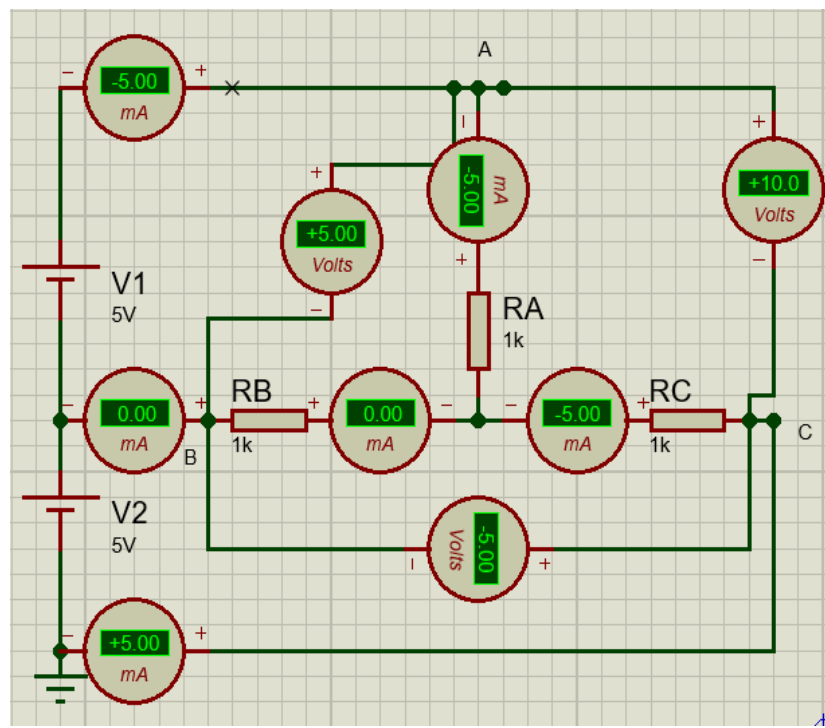 A
-5.00
mA
-5.00
mA
+10.0
Volts
+5.00
Volts
V1
5V
RA
1k
RB
1k
0.00
mA
B
0.00
mA
-5.00
mA
RC
1k
C
V2
5V
-5.00
Volts
+5.00
mA